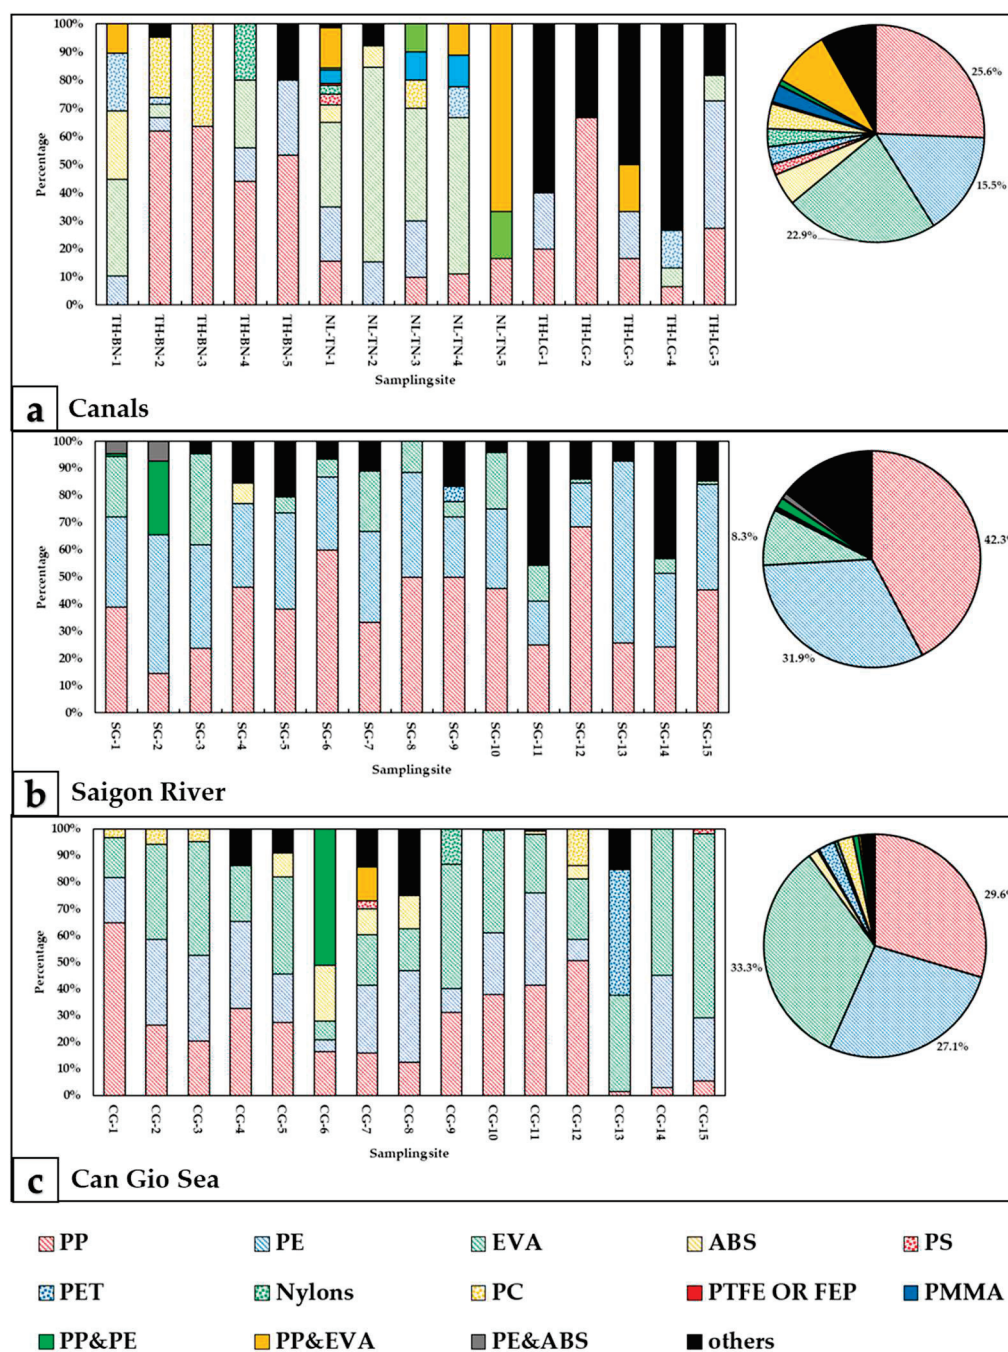 100%
90%
80%
70%
60%
50%
40%
30%
20%
10%
0%
Percentage
TH-BN-1
TH-BN-2
TH-BN-3
TH-BN-4
TH-BN-5
NL-TN-1
NL-TN-2
NL-TN-3
NL-TN-4
NL-TN-5
TH-LG-1
TH-LG-2
TH-LG-3
TH-LG-4
TH-LG-5
Sampling site
25.6%
15.5%
22.9%
a Canals
100%
90%
80%
70%
60%
50%
40%
30%
20%
10%
0%
Percentage
SG-1
SG-2
SG-3
SG-4
SG-5
SG-6
SG-7
SG-8
SG-9
SG-10
SG-11
SG-12
SG-13
SG-14
SG-15
Sampling site
42.3%
8.3%
31.9%
b Saigon River
100%
90%
80%
70%
60%
50%
40%
30%
20%
10%
0%
Percentage
CG-1
CG-2
CG-3
CG-4
CG-5
CG-6
CG-7
CG-8
CG-9
CG-10
CG-11
CG-12
CG-13
CG-14
CG-15
Sampling site
29.6%
33.3%
27.1%
c Can Gio Sea
PP PE EVA ABS PS
PET Nylons PC PTFE OR FEP PMMA
PP&PE PP&EVA PE&ABS others